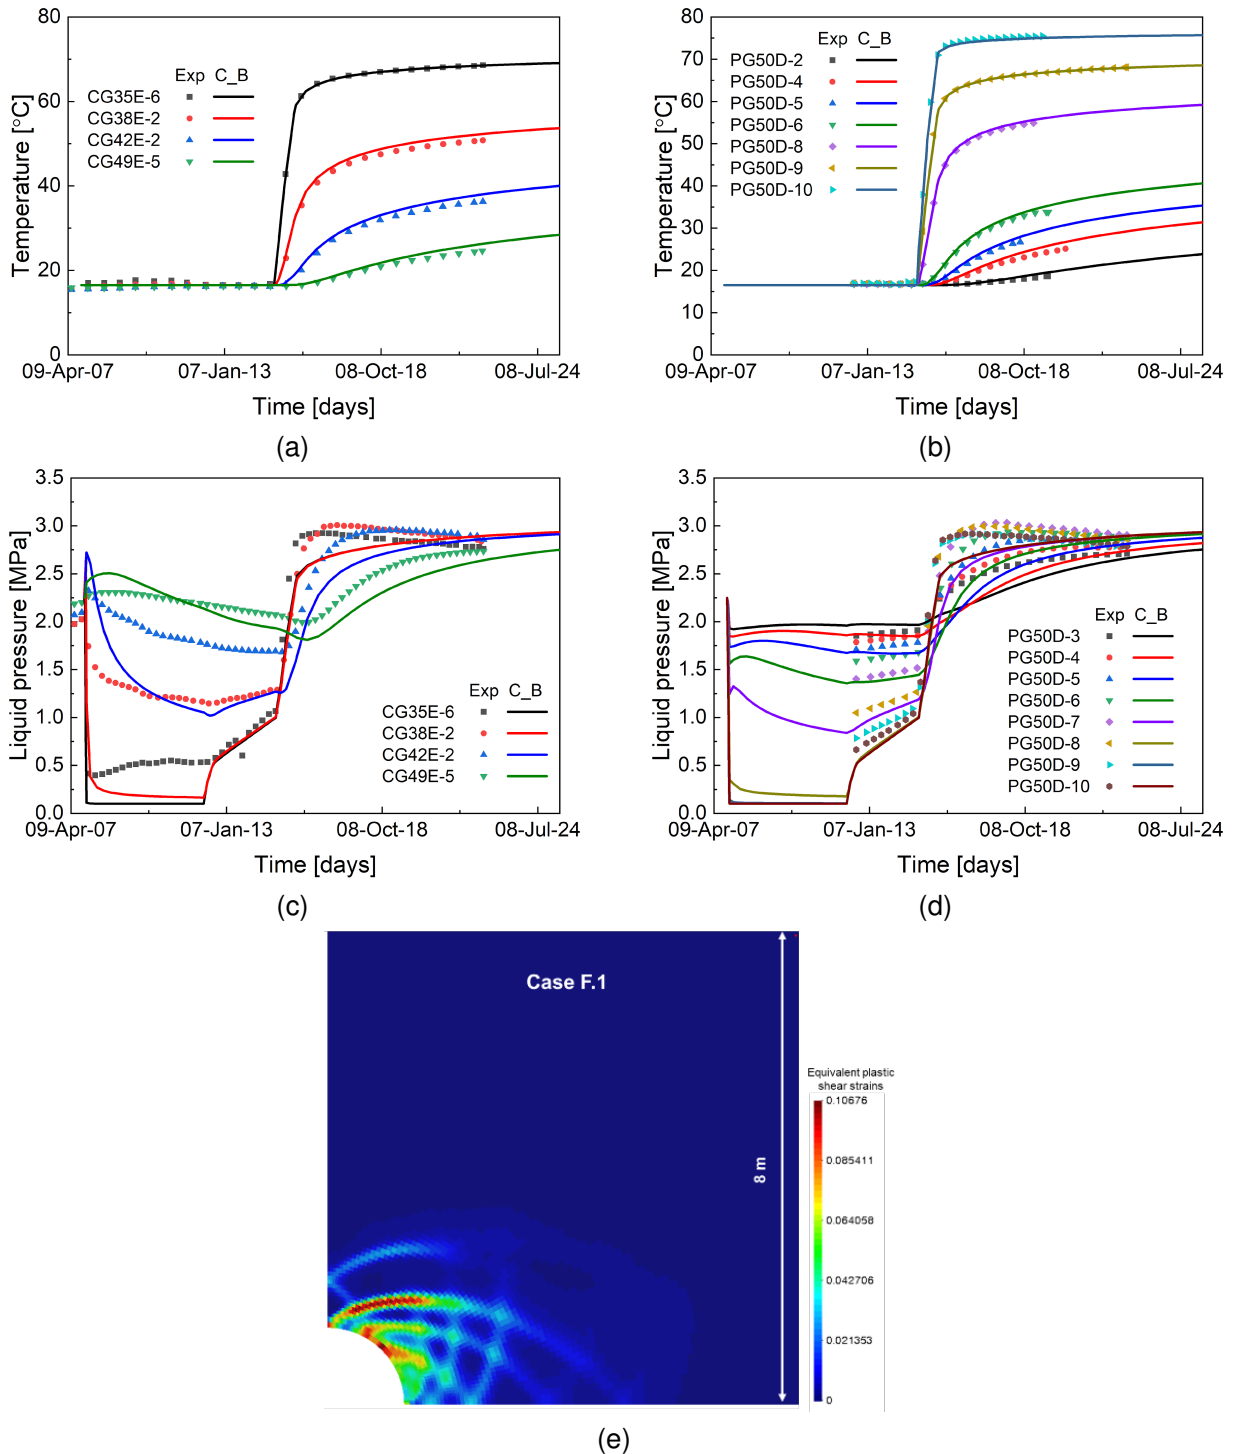 80
60
40
20
0
Temperature [°C]
Exp C_B
CG35E-6
CG38E-2
CG42E-2
CG49E-5
09-Apr-07 07-Jan-13 08-Oct-18 08-Jul-24
Time [days]
(a)
80
70
60
50
40
30
20
10
0
Temperature [°C]
Exp C_B
PG50D-2
PG50D-4
PG50D-5
PG50D-6
PG50D-8
PG50D-9
PG50D-10
09-Apr-07 07-Jan-13 08-Oct-18 08-Jul-24
Time [days]
(b)
3.5
3.0
2.5
2.0
1.5
1.0
0.5
0.0
Liquid pressure [MPa]
Exp C_B
CG35E-6
CG38E-2
CG42E-2
CG49E-5
09-Apr-07 07-Jan-13 08-Oct-18 08-Jul-24
Time [days]
(c)
3.5
3.0
2.5
2.0
1.5
1.0
0.5
0.0
Liquid pressure [MPa]
Exp C_B
PG50D-3
PG50D-4
PG50D-5
PG50D-6
PG50D-7
PG50D-8
PG50D-9
PG50D-10
09-Apr-07 07-Jan-13 08-Oct-18 08-Jul-24
Time [days]
(d)
Case F.1
8 m
Equivalent plastic
shear strains
0.10676
0.085411
0.064058
0.042706
0.021353
0
(e)